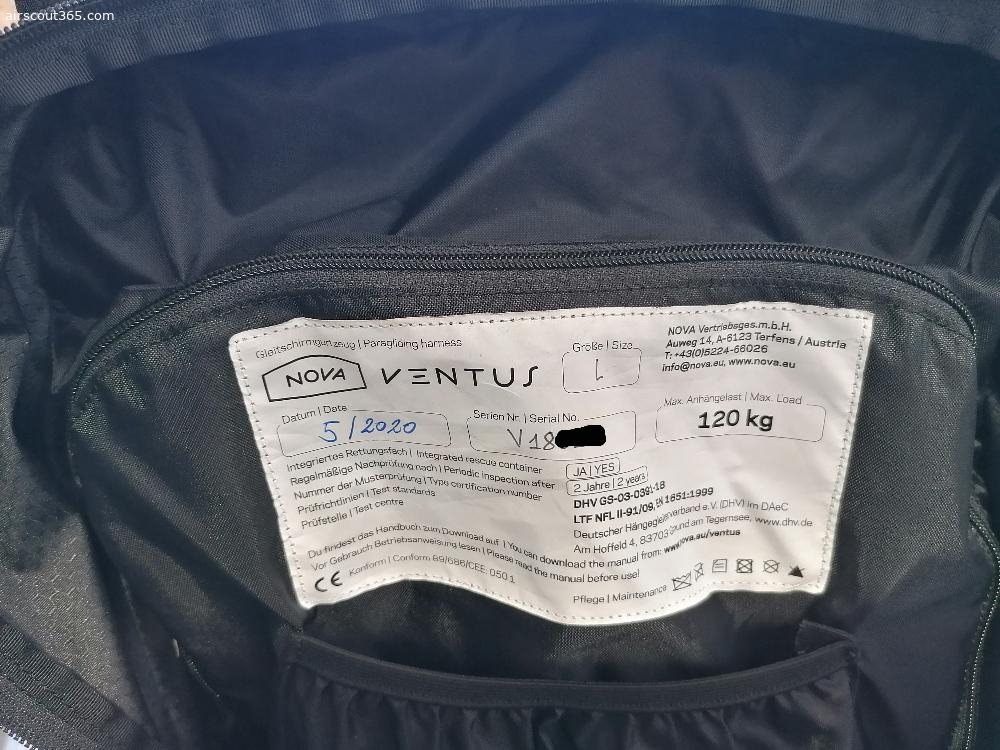 airscout365.com
Gleitschirmgurtzeug | Paragliding harness
NOVA VENTUS
Größe | Size
L
NOVA Vertriebsges.m.b.H.
Auweg 14, A-6123 Terfens / Austria
T: +43(0)5224-66026
info@nova.eu, www.nova.eu
Datum | Date
5/2020
Serien Nr. | Serial No.
V18
Max. Anhängelast | Max. Load
120 kg
Integriertes Rettungsfach | Integrated rescue container JA | YES
Regelmäßige Nachprüfung nach | Periodic inspection after 2 Jahre | 2 years
Nummer der Musterprüfung | Type certification number DHV GS-03-0391-18
Prüfrichtlinien | Test standards LTF NFL II-91/09, EN 1651:1999
Prüfstelle | Test centre Deutscher Hängegleiterverband e.V. (DHV) im DAeC
Am Hoffeld 4, 83703 Gmund am Tegernsee, www.dhv.de
Du findest das Handbuch zum Download auf | You can download the manual from: www.nova.eu/ventus
Vor Gebrauch Betriebsanweisung lesen | Please read the manual before use!
CE Konform | Conform 89/686/CEE: 0501
Pflege | Maintenance